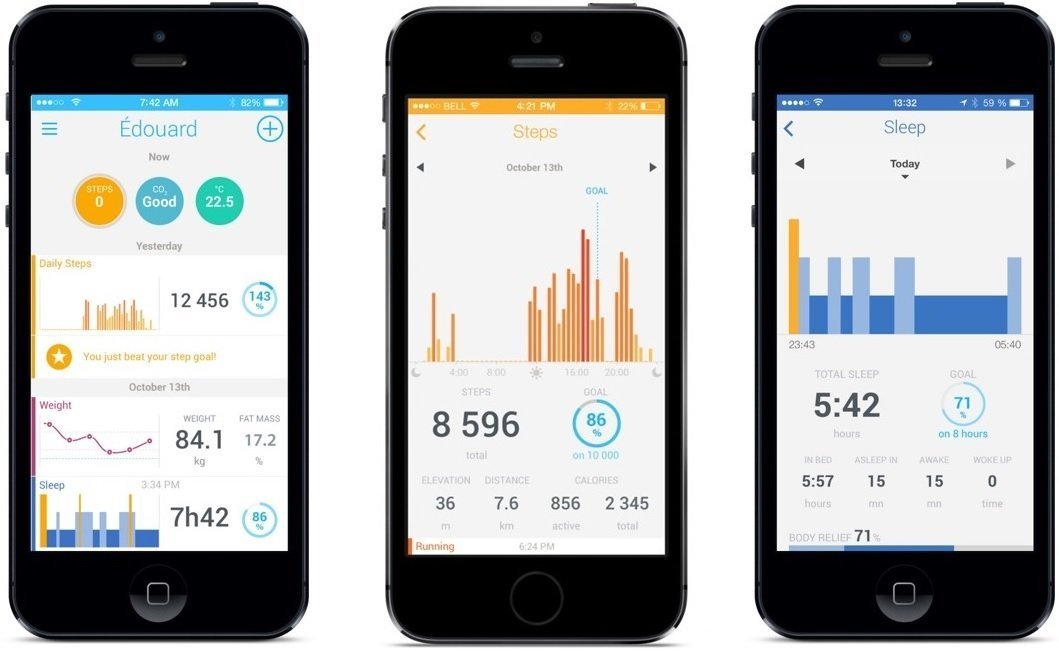 7:42 AM 82%
Édouard
Now
STEPS
0
CO2
Good
°C
22.5
Yesterday
Daily Steps
12 456
143
%
You just beat your step goal!
October 13th
Weight
WEIGHT
84.1
kg
FAT MASS
17.2
%
Sleep 3:34 PM
7h42
86
%
BELL 4:21 PM 22%
Steps
October 13th
GOAL
4:00 8:00 16:00 20:00
STEPS
8 596
total
GOAL
86
%
on 10 000
ELEVATION DISTANCE CALORIES
36 7.6 856 2 345
m km active total
Running 6:24 PM
13:32 59 %
Sleep
Today
23:43 05:40
TOTAL SLEEP
5:42
hours
GOAL
71
%
on 8 hours
IN BED ASLEEP IN AWAKE WOKE UP
5:57 15 15 0
hours mn mn time
BODY RELIEF 71%